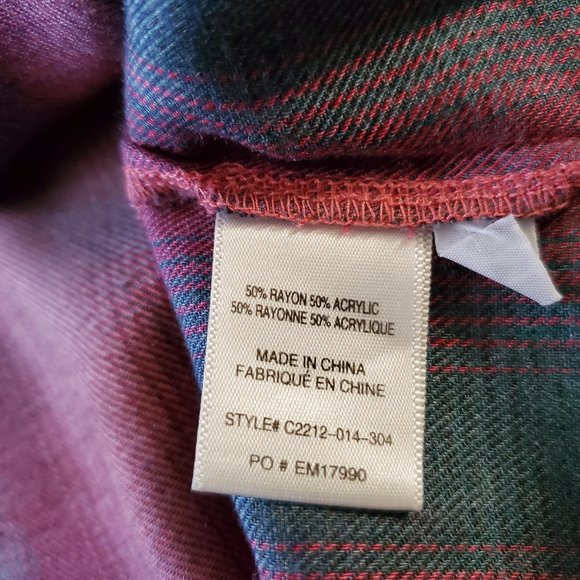 50% RAYON 50% ACRYLIC
50% RAYONNE 50% ACRYLIQUE
MADE IN CHINA
FABRIQUÉ EN CHINE
STYLE# C2212-014-304
PO # EM17990